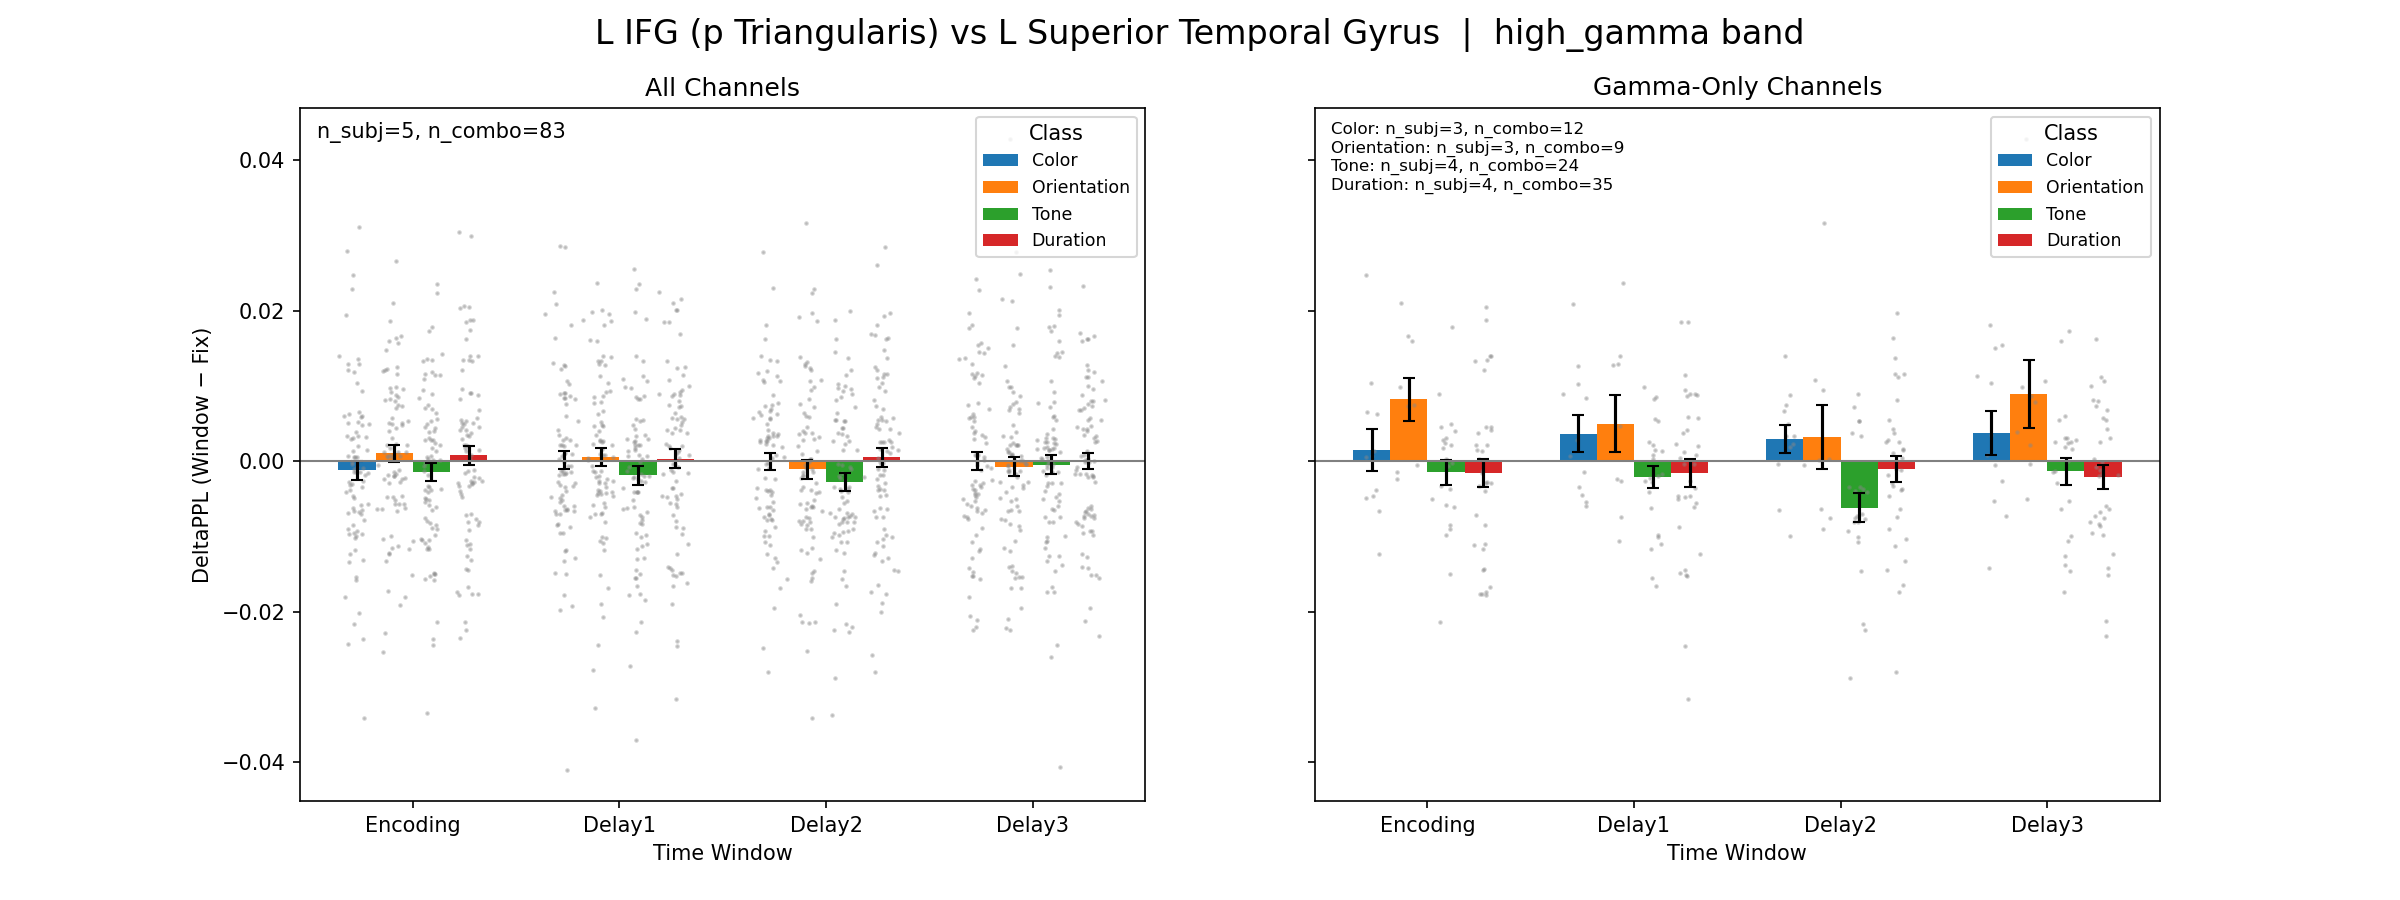 L IFG (p Triangularis) vs L Superior Temporal Gyrus | high_gamma band
All Channels
n_subj=5, n_combo=83
Class
Color
Orientation
Tone
Duration
0.04
0.02
0.00
−0.02
−0.04
DeltaPPL (Window − Fix)
Encoding
Delay1
Delay2
Delay3
Time Window
Gamma-Only Channels
Color: n_subj=3, n_combo=12
Orientation: n_subj=3, n_combo=9
Tone: n_subj=4, n_combo=24
Duration: n_subj=4, n_combo=35
Class
Color
Orientation
Tone
Duration
Encoding
Delay1
Delay2
Delay3
Time Window